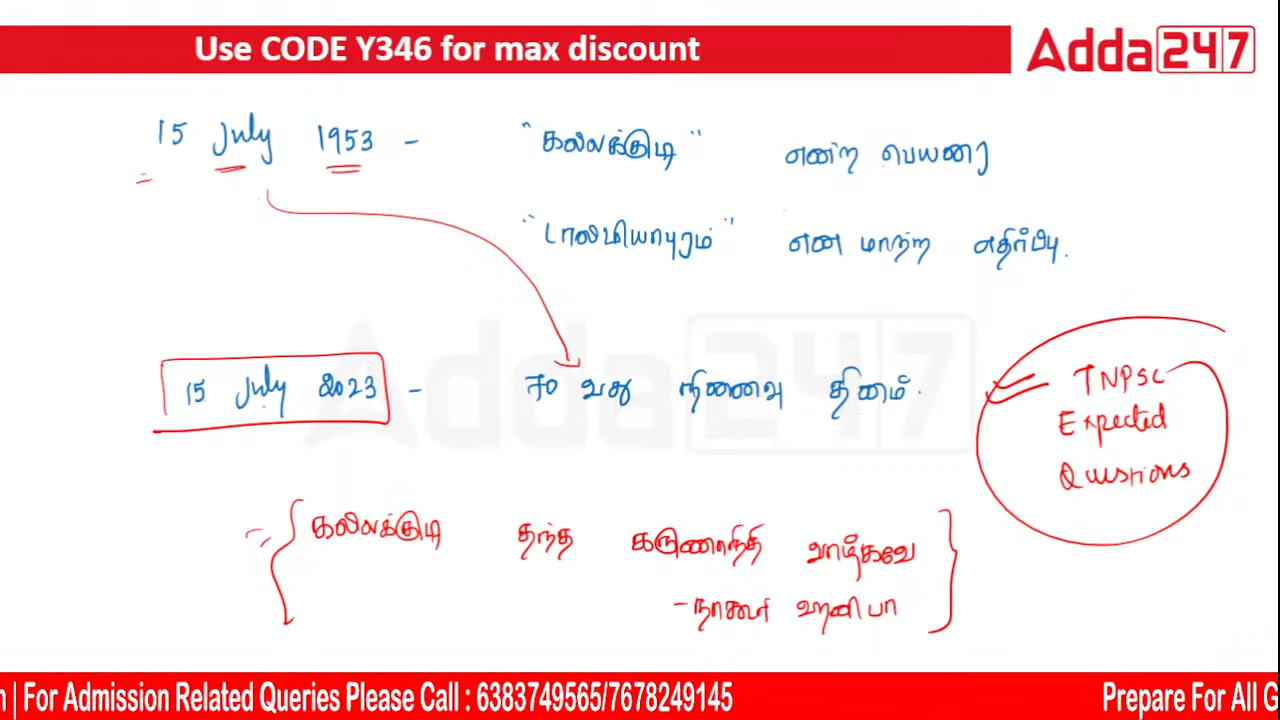 Use CODE Y346 for max discount
Adda247
15 July 1953 - "கல்லக்குடி" என்ற பெயரை
"டால்மியாபுரம்" என மாற்ற எதிர்ப்பு.
15 July 2023 - 70 வது நினைவு தினம்.
TNPSC
Expected
Questions
கல்லக்குடி தந்த கருணாநிதி வாழ்கவே
- நாகூர் ஹனிபா
n | For Admission Related Queries Please Call : 6383749565/7678249145
Prepare For All G